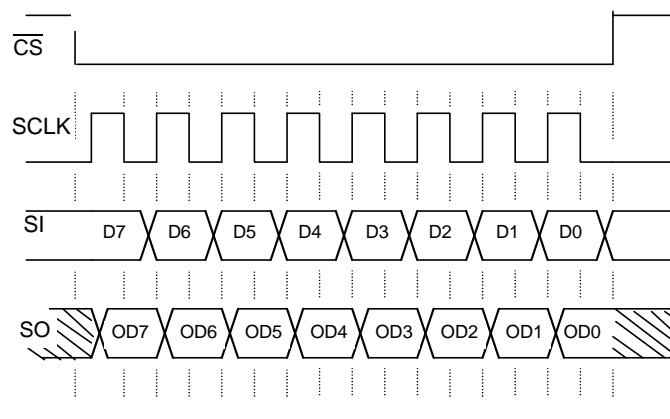 CS
SCLK
SI D7 D6 D5 D4 D3 D2 D1 D0
SO OD7 OD6 OD5 OD4 OD3 OD2 OD1 OD0